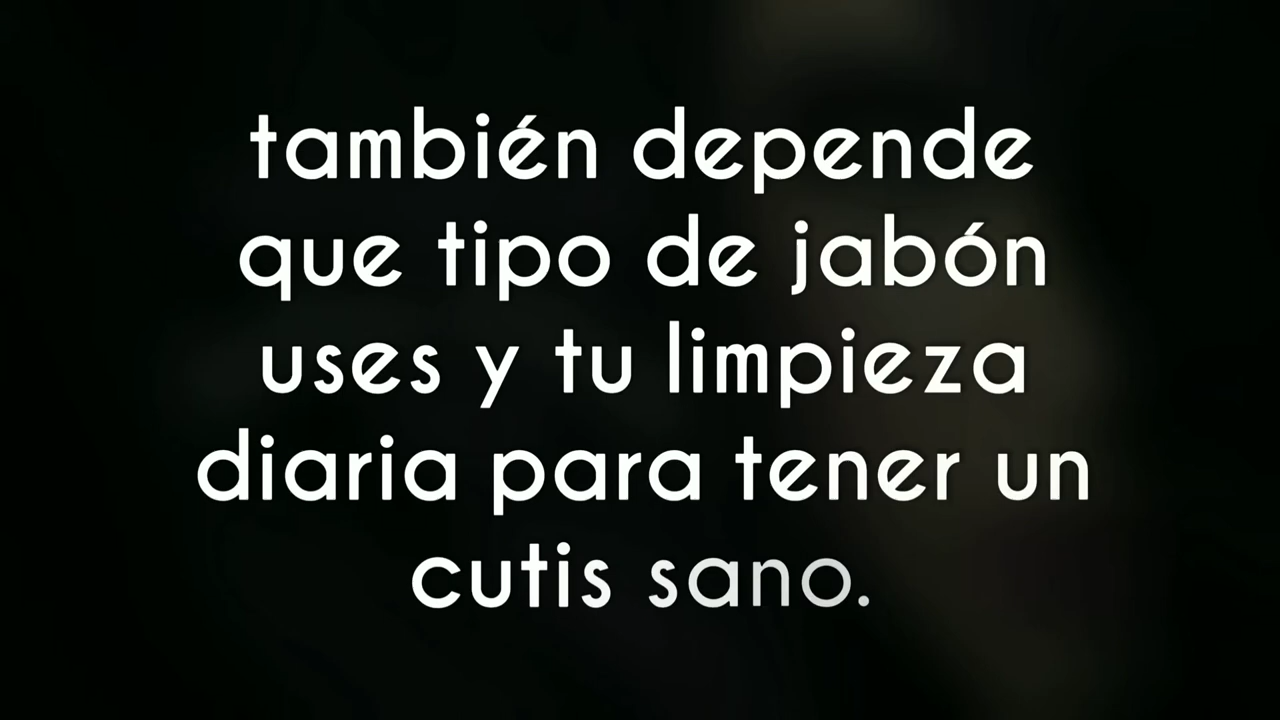 también depende
que tipo de jabón
uses y tu limpieza
diaria para tener un
cutis sano.